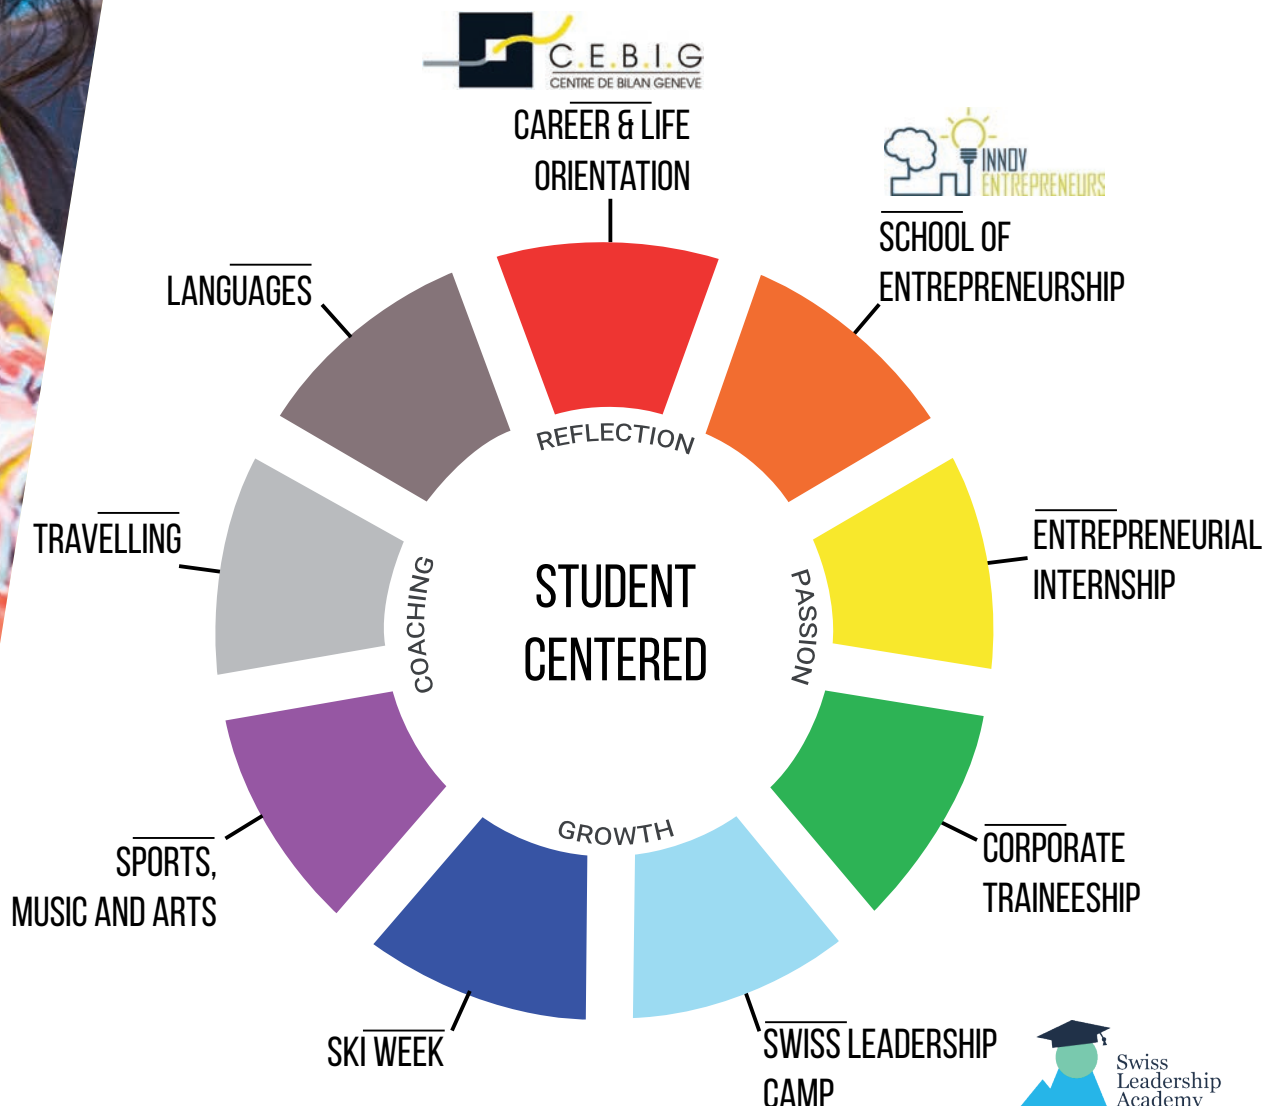 C.E.B.I.G
CENTRE DE BILAN GENEVE
CAREER & LIFE
ORIENTATION
INNOV
ENTREPRENEURS
SCHOOL OF
ENTREPRENEURSHIP
LANGUAGES
REFLECTION
TRAVELLING
ENTREPRENEURIAL
INTERNSHIP
COACHING
STUDENT
CENTERED
PASSION
GROWTH
SPORTS,
MUSIC AND ARTS
CORPORATE
TRAINEESHIP
SKI WEEK
SWISS LEADERSHIP
CAMP
Swiss
Leadership
Academy